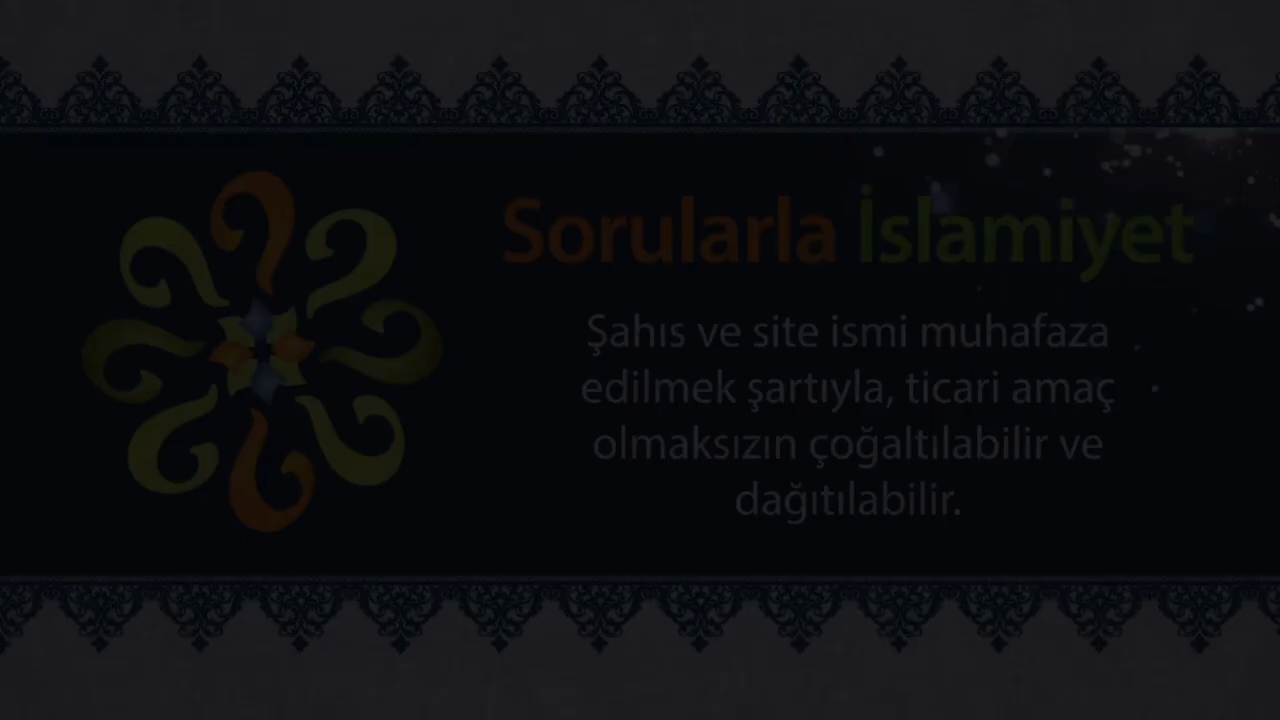 Sorularla İslamiyet
Şahıs ve site ismi muhafaza
edilmek şartıyla, ticari amaç
olmaksızın çoğaltılabilir ve
dağıtılabilir.